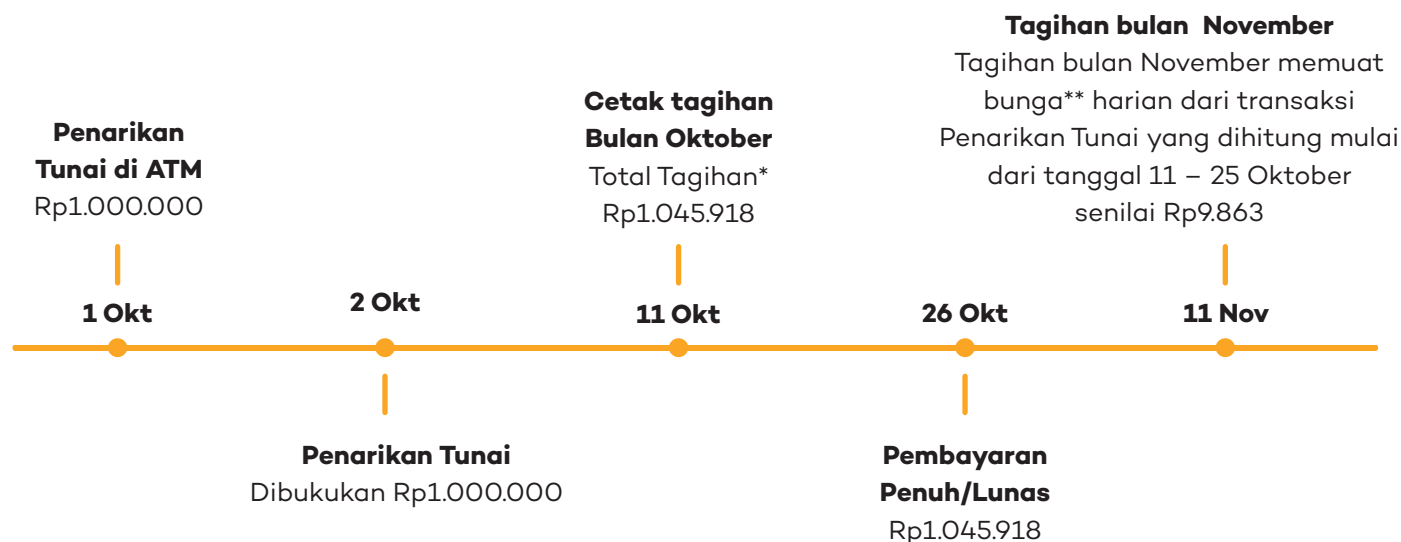 Penarikan
Tunai di ATM
Rp1.000.000
Cetak tagihan
Bulan Oktober
Total Tagihan*
Rp1.045.918
Tagihan bulan  November
Tagihan bulan November memuat
bunga** harian dari transaksi
Penarikan Tunai yang dihitung mulai
dari tanggal 11 – 25 Oktober
senilai Rp9.863
1 Okt
2 Okt
11 Okt
26 Okt
11 Nov
Penarikan Tunai
Dibukukan Rp1.000.000
Pembayaran
Penuh/Lunas
Rp1.045.918